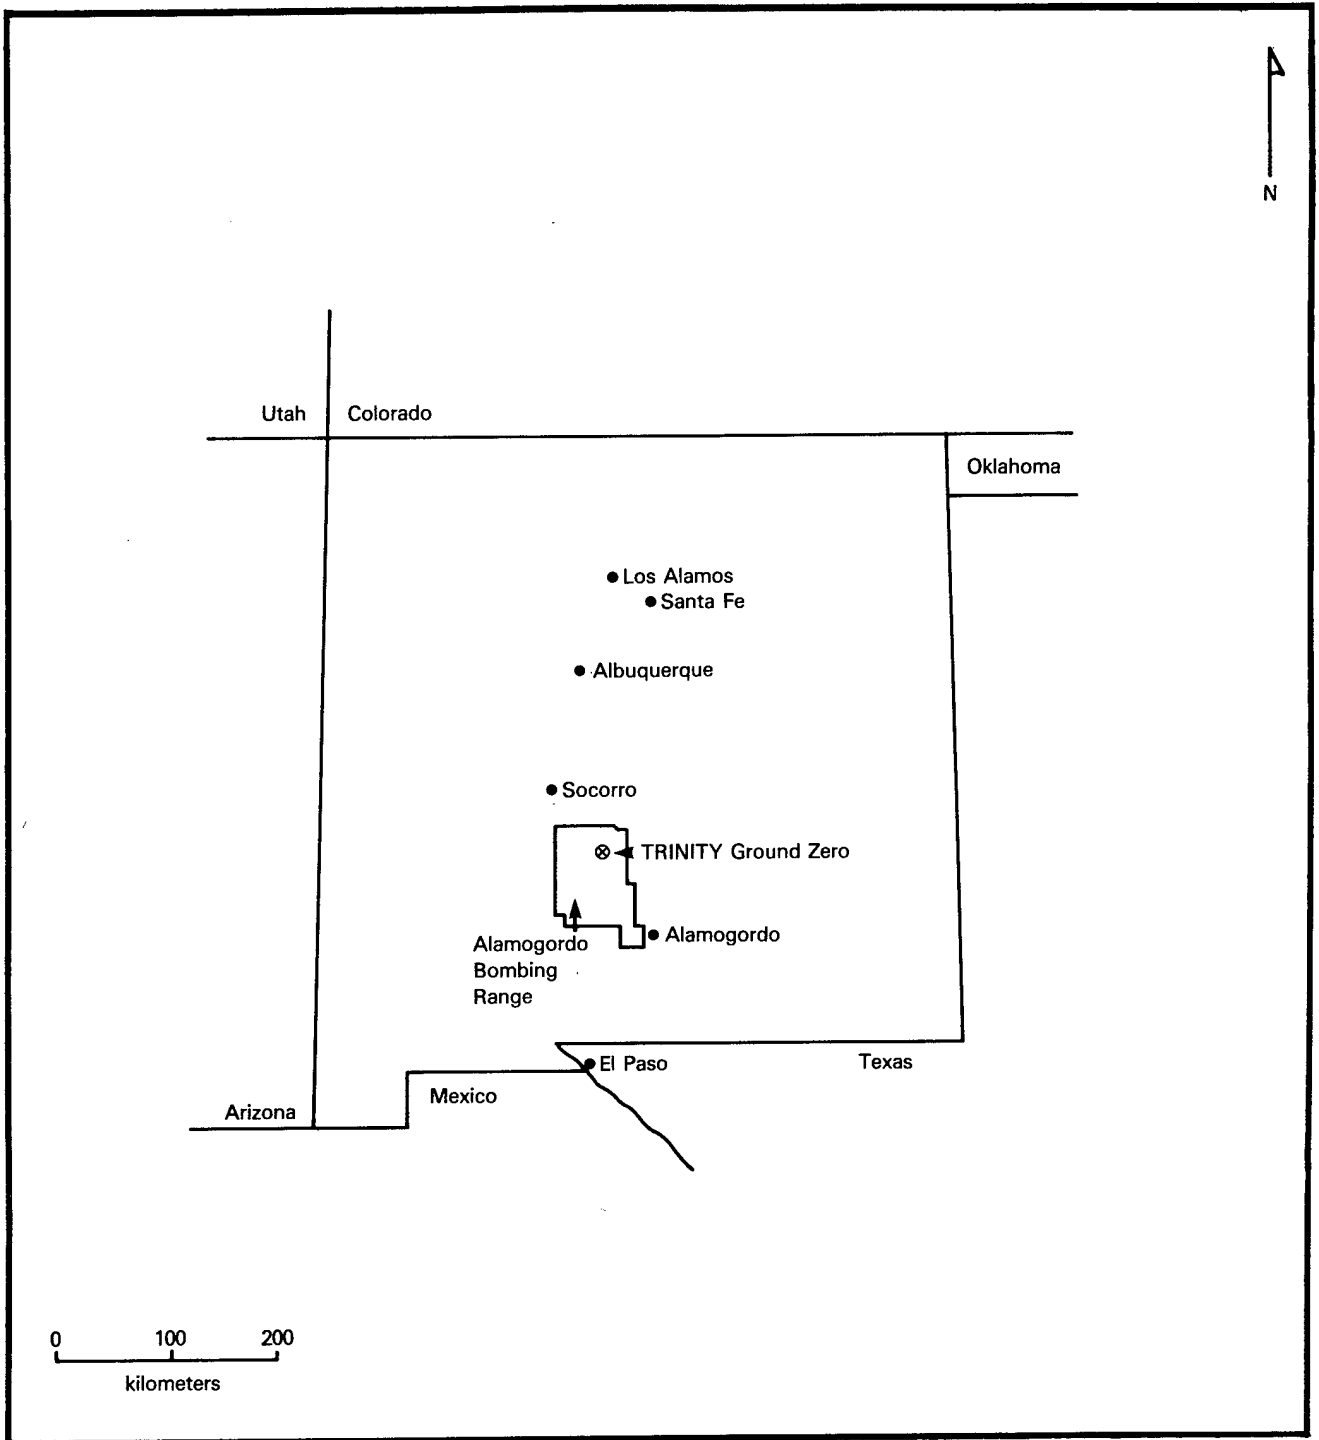 N
Utah
Colorado
Oklahoma
Los Alamos
Santa Fe
Albuquerque
Socorro
TRINITY Ground Zero
Alamogordo
Alamogordo
Bombing
Range
El Paso
Texas
Mexico
Arizona
0 100 200
kilometers